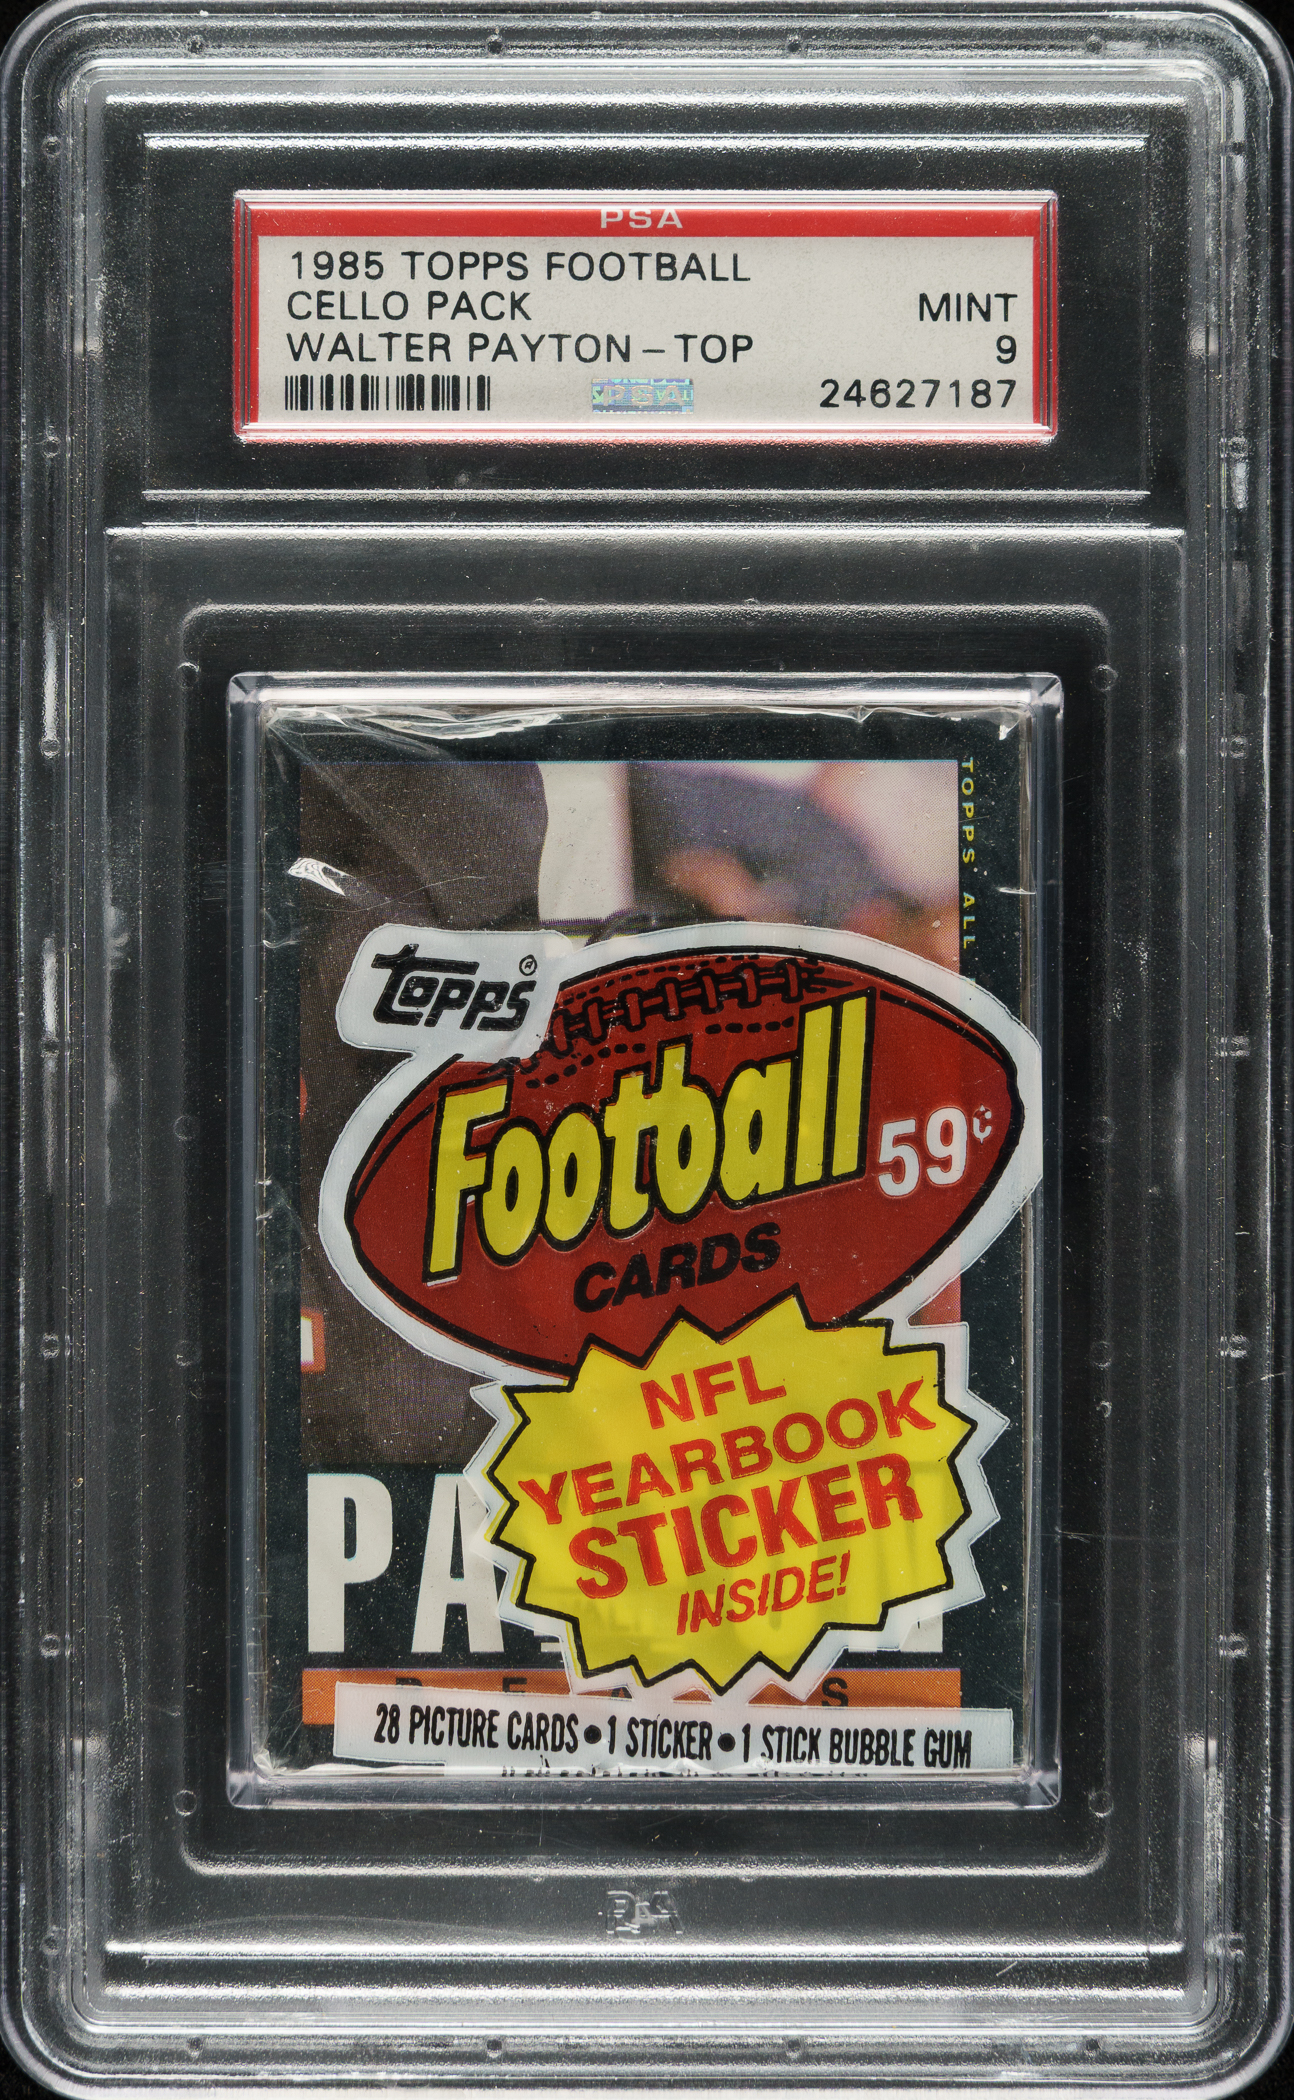 PSA
1985 TOPPS FOOTBALL
CELLO PACK MINT
WALTER PAYTON - TOP 9
PSA 24627187
TOPPS' ALL
TOPPS®
Football
59¢
CARDS
NFL
YEARBOOK
STICKER
INSIDE!
PA
S
28 PICTURE CARDS • 1 STICKER • 1 STICK BUBBLE GUM
PSA